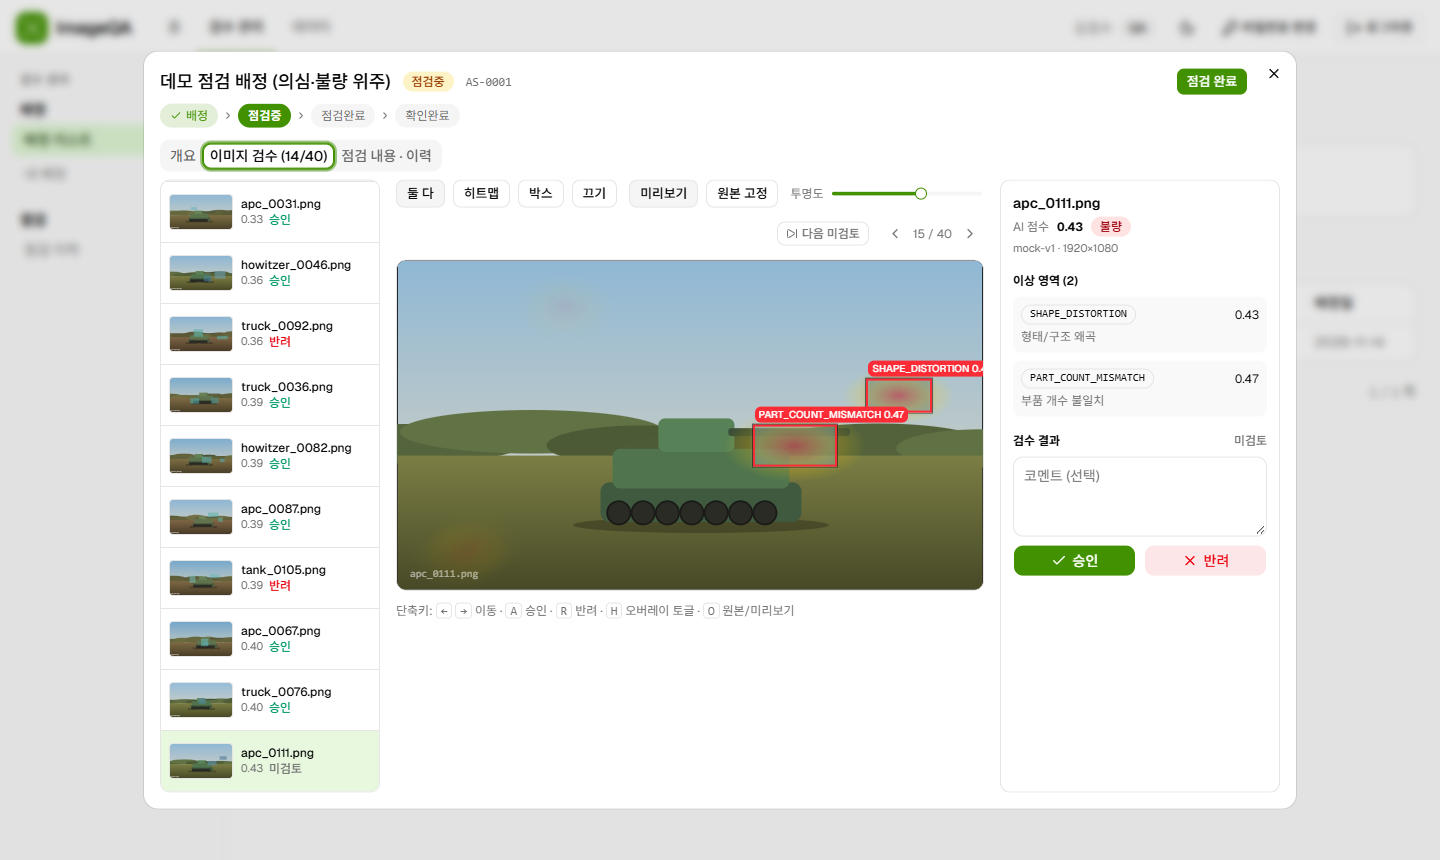 ImageQA
데모 점검 배정 (의심·불량 위주) 점검중 AS-0001
점검 완료
배정 점검중 점검완료 확인완료
개요 이미지 검수 (14/40) 점검 내용 · 이력
apc_0031.png
0.33 승인
howitzer_0046.png
0.36 승인
truck_0092.png
0.36 반려
truck_0036.png
0.39 승인
howitzer_0082.png
0.39 승인
apc_0087.png
0.39 승인
tank_0105.png
0.39 반려
apc_0067.png
0.40 승인
truck_0076.png
0.40 승인
apc_0111.png
0.43 미검토
둘 다 히트맵 박스 끄기 미리보기 원본 고정 투명도
다음 미검토 15 / 40
SHAPE_DISTORTION 0.4
PART_COUNT_MISMATCH 0.47
apc_0111.png
단축키: ← → 이동 · A 승인 · R 반려 · H 오버레이 토글 · O 원본/미리보기
apc_0111.png
AI 점수 0.43 불량
mock-v1 · 1920×1080
이상 영역 (2)
SHAPE_DISTORTION 0.43
형태/구조 왜곡
PART_COUNT_MISMATCH 0.47
부품 개수 불일치
검수 결과 미검토
코멘트 (선택)
승인 반려